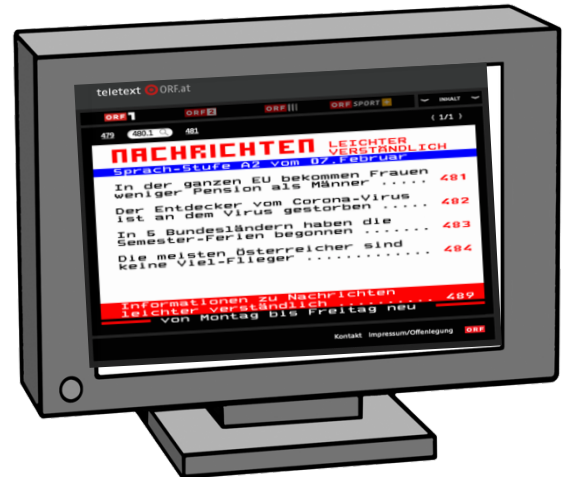 teletext ORF.at
ORF 1 ORF 2 ORF III ORF SPORT + INHALT
479 480.1 481 ( 1/1 )
NACHRICHTEN LEICHTER
VERSTÄNDLICH
Sprach-Stufe A2 vom 07.Februar
In der ganzen EU bekommen Frauen
weniger Pension als Männer ..... 481
Der Entdecker vom Corona-Virus
ist an dem Virus gestorben ..... 482
In 5 Bundesländern haben die
Semester-Ferien begonnen ....... 483
Die meisten Österreicher sind
keine Viel-Flieger ............. 484
Informationen zu Nachrichten
leichter verständlich .......... 489
von Montag bis Freitag neu
Kontakt Impressum/Offenlegung ORF